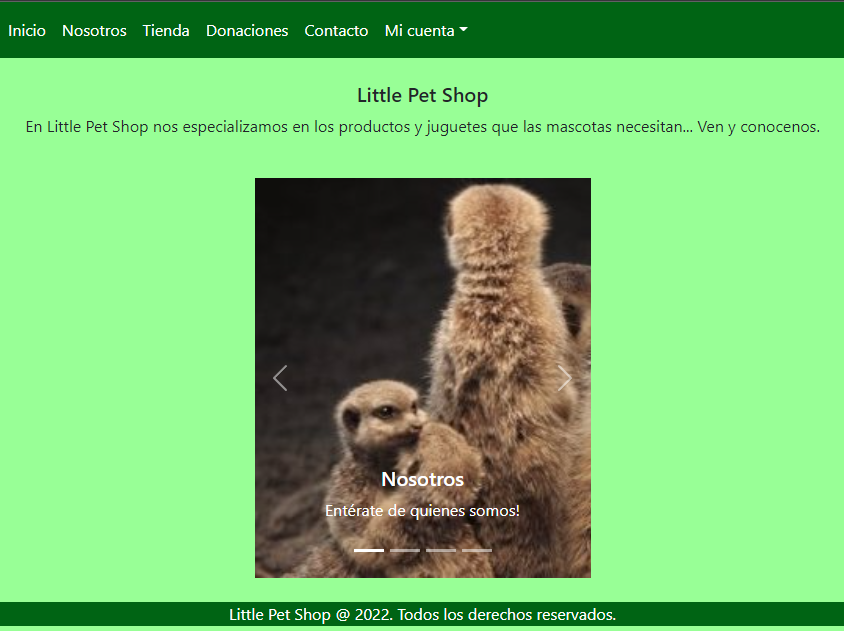 Inicio Nosotros Tienda Donaciones Contacto Mi cuenta
Little Pet Shop
En Little Pet Shop nos especializamos en los productos y juguetes que las mascotas necesitan... Ven y conocenos.
Nosotros
Entérate de quienes somos!
Little Pet Shop @ 2022. Todos los derechos reservados.